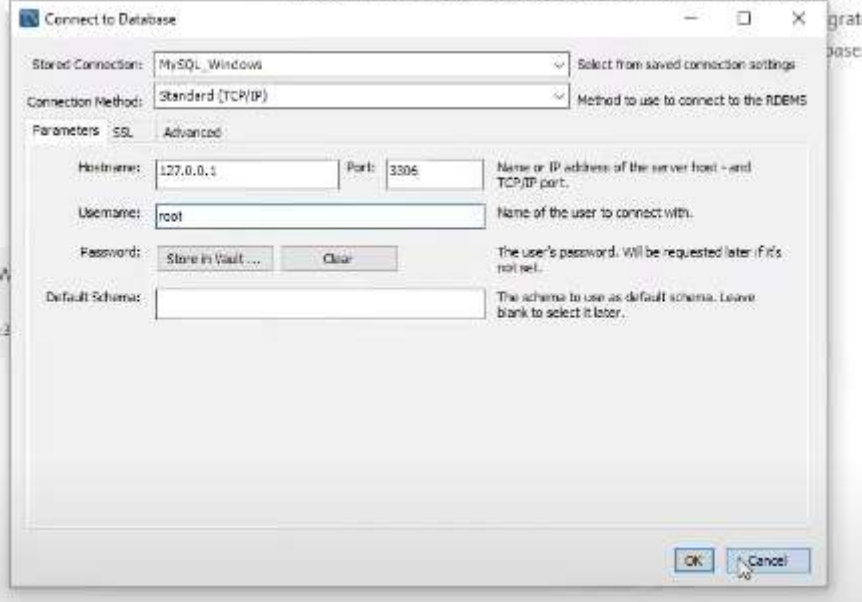 Connect to Database
grat
Stored Connection: MySQL_Windows Select from saved connection settings
Connection Method: Standard (TCP/IP) Method to use to connect to the RDBMS
Parameters SSL Advanced
Hostname: 127.0.0.1 Port: 3306 Name or IP address of the server host - and
TCP/IP port.
Username: root Name of the user to connect with.
Password: Store in Vault ... Clear The user's password. Will be requested later if it's
not set.
Default Schema: The schema to use as default schema. Leave
blank to select it later.
OK Cancel